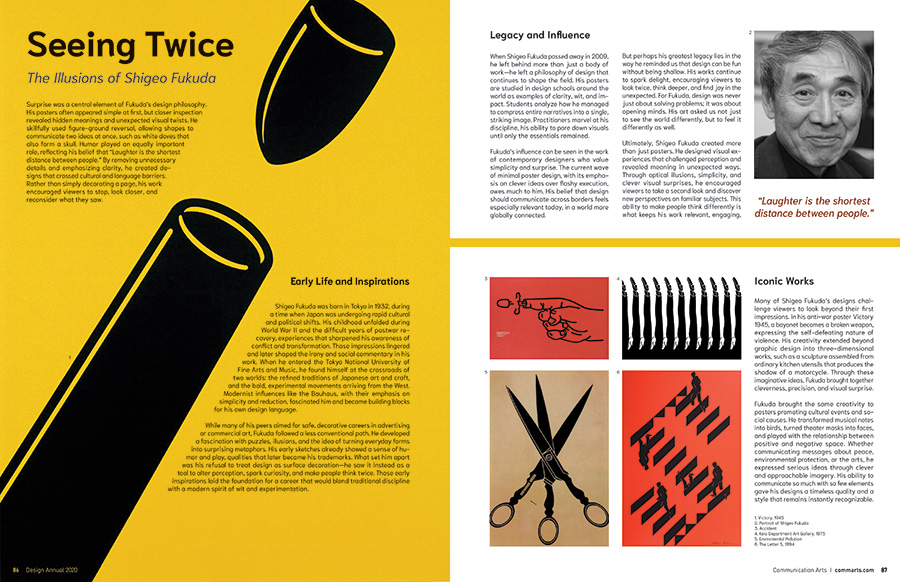 Seeing Twice
The Illusions of Shigeo Fukuda
Surprise was a central element of Fukuda's design philosophy.
His posters often appeared simple at first, but closer inspection
revealed hidden meanings and unexpected visual twists. He
skillfully used figure-ground reversal, allowing shapes to
communicate two ideas at once, such as white doves that
also form a skull. Humor played an equally important
role, reflecting his belief that "Laughter is the shortest
distance between people." By removing unnecessary
details and emphasizing clarity, he created de-
signs that crossed cultural and language barriers.
Rather than simply decorating a page, his work
encouraged viewers to stop, look closer, and
reconsider what they saw.
1
Early Life and Inspirations
Shigeo Fukuda was born in Tokyo in 1932, during
a time when Japan was undergoing rapid cultural
and political shifts. His childhood unfolded during
World War II and the difficult years of postwar re-
covery, experiences that sharpened his awareness of
conflict and transformation. Those impressions lingered
and later shaped the irony and social commentary in his
work. When he entered the Tokyo National University of
Fine Arts and Music, he found himself at the crossroads of
two worlds: the refined traditions of Japanese art and craft,
and the bold, experimental movements arriving from the West.
Modernist influences like the Bauhaus, with their emphasis on
simplicity and reduction, fascinated him and became building blocks
for his own design language.
While many of his peers aimed for safe, decorative careers in advertising
or commercial art, Fukuda followed a less conventional path. He developed
a fascination with puzzles, illusions, and the idea of turning everyday forms
into surprising metaphors. His early sketches already showed a sense of hu-
mor and play, qualities that later became his trademarks. What set him apart
was his refusal to treat design as surface decoration—he saw it instead as a
tool to alter perception, spark curiosity, and make people think twice. Those early
inspirations laid the foundation for a career that would blend traditional discipline
with a modern spirit of wit and experimentation.
86 Design Annual 2020
Legacy and Influence
When Shigeo Fukuda passed away in 2009,
he left behind more than just a body of
work—he left a philosophy of design that
continues to shape the field. His posters
are studied in design schools around the
world as examples of clarity, wit, and im-
pact. Students analyze how he managed
to compress entire narratives into a single,
striking image. Practitioners marvel at his
discipline, his ability to pare down visuals
until only the essentials remained.
Fukuda's influence can be seen in the work
of contemporary designers who value
simplicity and surprise. The current wave
of minimal poster design, with its empha-
sis on clever ideas over flashy execution,
owes much to him. His belief that design
should communicate across borders feels
especially relevant today, in a world more
globally connected.
But perhaps his greatest legacy lies in the
way he reminded us that design can be fun
without being shallow. His works continue
to spark delight, encouraging viewers to
look twice, think deeper, and find joy in the
unexpected. For Fukuda, design was never
just about solving problems; it was about
opening minds. His art asked us not just
to see the world differently, but to feel it
differently as well.
Ultimately, Shigeo Fukuda created more
than just posters. He designed visual ex-
periences that challenged perception and
revealed meaning in unexpected ways.
Through optical illusions, simplicity, and
clever visual surprises, he encouraged
viewers to take a second look and discover
new perspectives on familiar subjects. This
ability to make people think differently is
what keeps his work relevant, engaging,
2
"Laughter is the shortest
distance between people."
3
4
5
6
Iconic Works
Many of Shigeo Fukuda's designs chal-
lenge viewers to look beyond their first
impressions. In his anti-war poster Victory
1945, a bayonet becomes a broken weapon,
expressing the self-defeating nature of
violence. His creativity extended beyond
graphic design into three-dimensional
works, such as a sculpture assembled from
ordinary kitchen utensils that produces the
shadow of a motorcycle. Through these
imaginative ideas, Fukuda brought together
cleverness, precision, and visual surprise.
Fukuda brought the same creativity to
posters promoting cultural events and so-
cial causes. He transformed musical notes
into birds, turned theater masks into faces,
and played with the relationship between
positive and negative space. Whether
communicating messages about peace,
environmental protection, or the arts, he
expressed serious ideas through clever
and approachable imagery. His ability to
communicate so much with so few elements
gave his designs a timeless quality and a
style that remains instantly recognizable.
1. Victory, 1945
2. Portrait of Shigeo Fukuda
3. Accident
4. Keio Department Art Gallery, 1975
5. Enviromental Pollution
6. The Letter S, 1994
Communication Arts | commarts.com 87